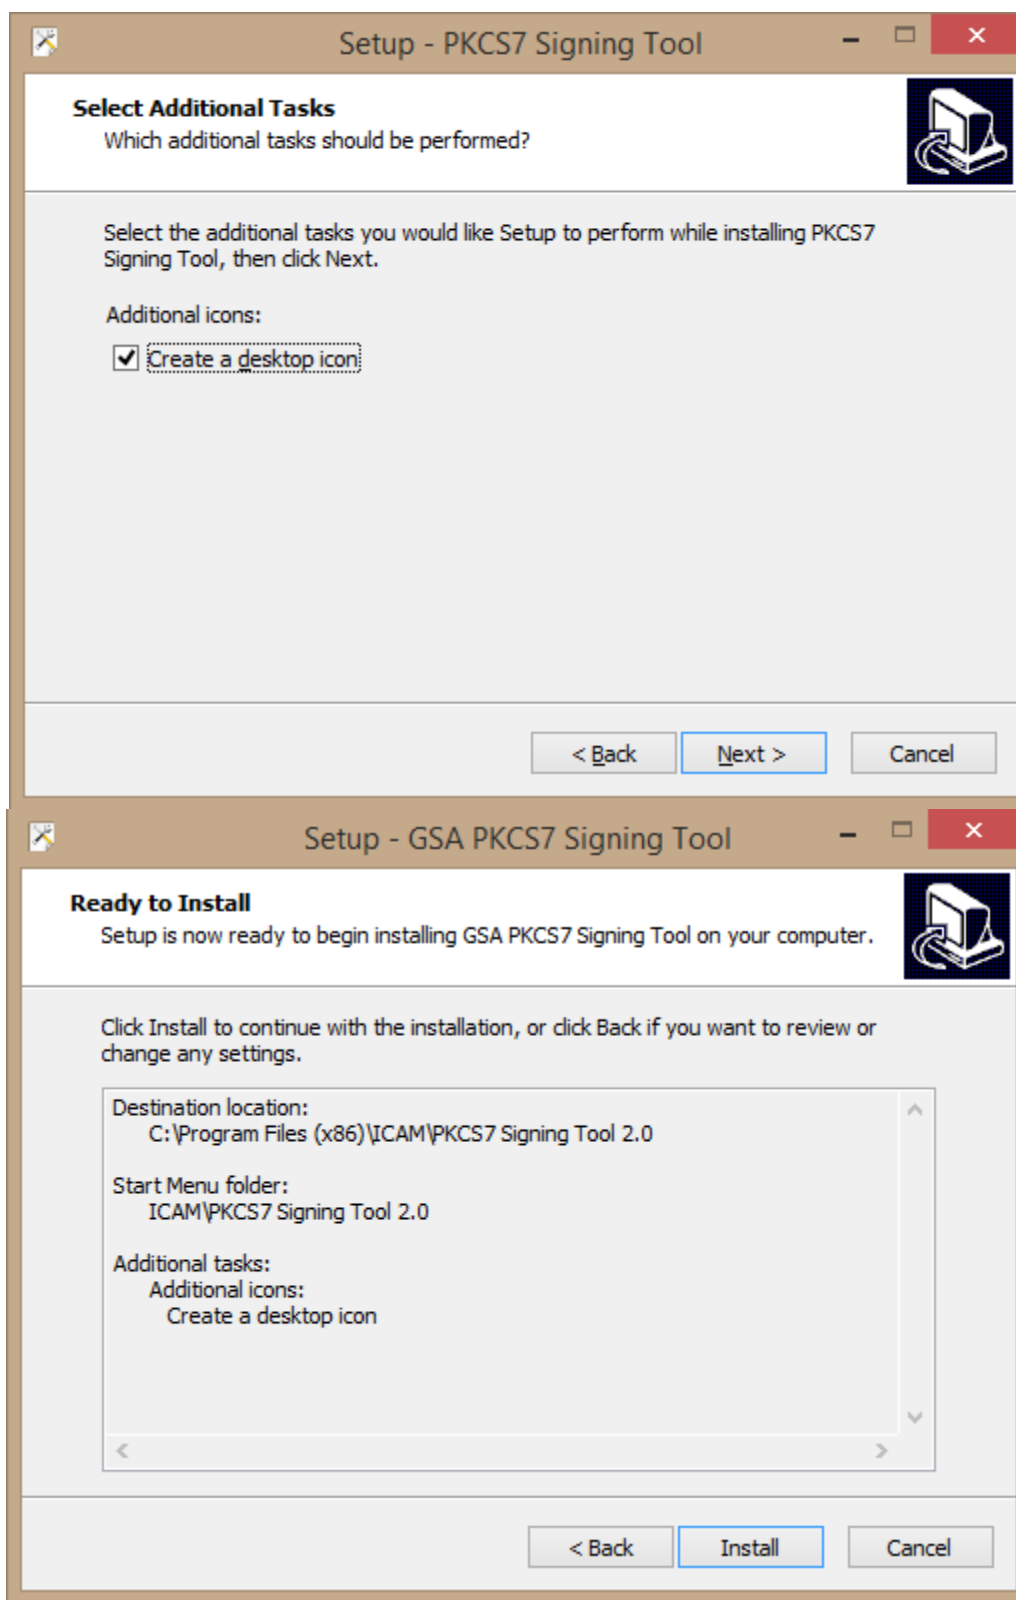 Setup - PKCS7 Signing Tool
Select Additional Tasks
Which additional tasks should be performed?
Select the additional tasks you would like Setup to perform while installing PKCS7
Signing Tool, then click Next.
Additional icons:
Create a desktop icon
< Back
Next >
Cancel
Setup - GSA PKCS7 Signing Tool
Ready to Install
Setup is now ready to begin installing GSA PKCS7 Signing Tool on your computer.
Click Install to continue with the installation, or click Back if you want to review or
change any settings.
Destination location:
C:\Program Files (x86)\ICAM\PKCS7 Signing Tool 2.0
Start Menu folder:
ICAM\PKCS7 Signing Tool 2.0
Additional tasks:
Additional icons:
Create a desktop icon
< Back
Install
Cancel